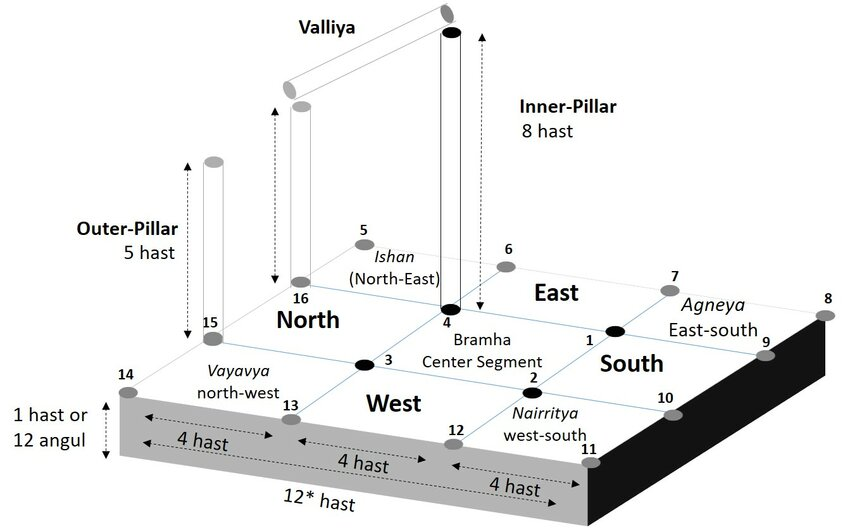 Valliya
Inner-Pillar
8 hast
Outer-Pillar
5 hast
5
Ishan
(North-East)
6
East
7
Agneya
East-south
8
16
North
4
Bramha
Center Segment
1
South
9
15
Vayavya
north-west
3
2
10
14
13
West
12
Nairritya
west-south
11
1 hast or
12 angul
4 hast
4 hast
4 hast
12* hast